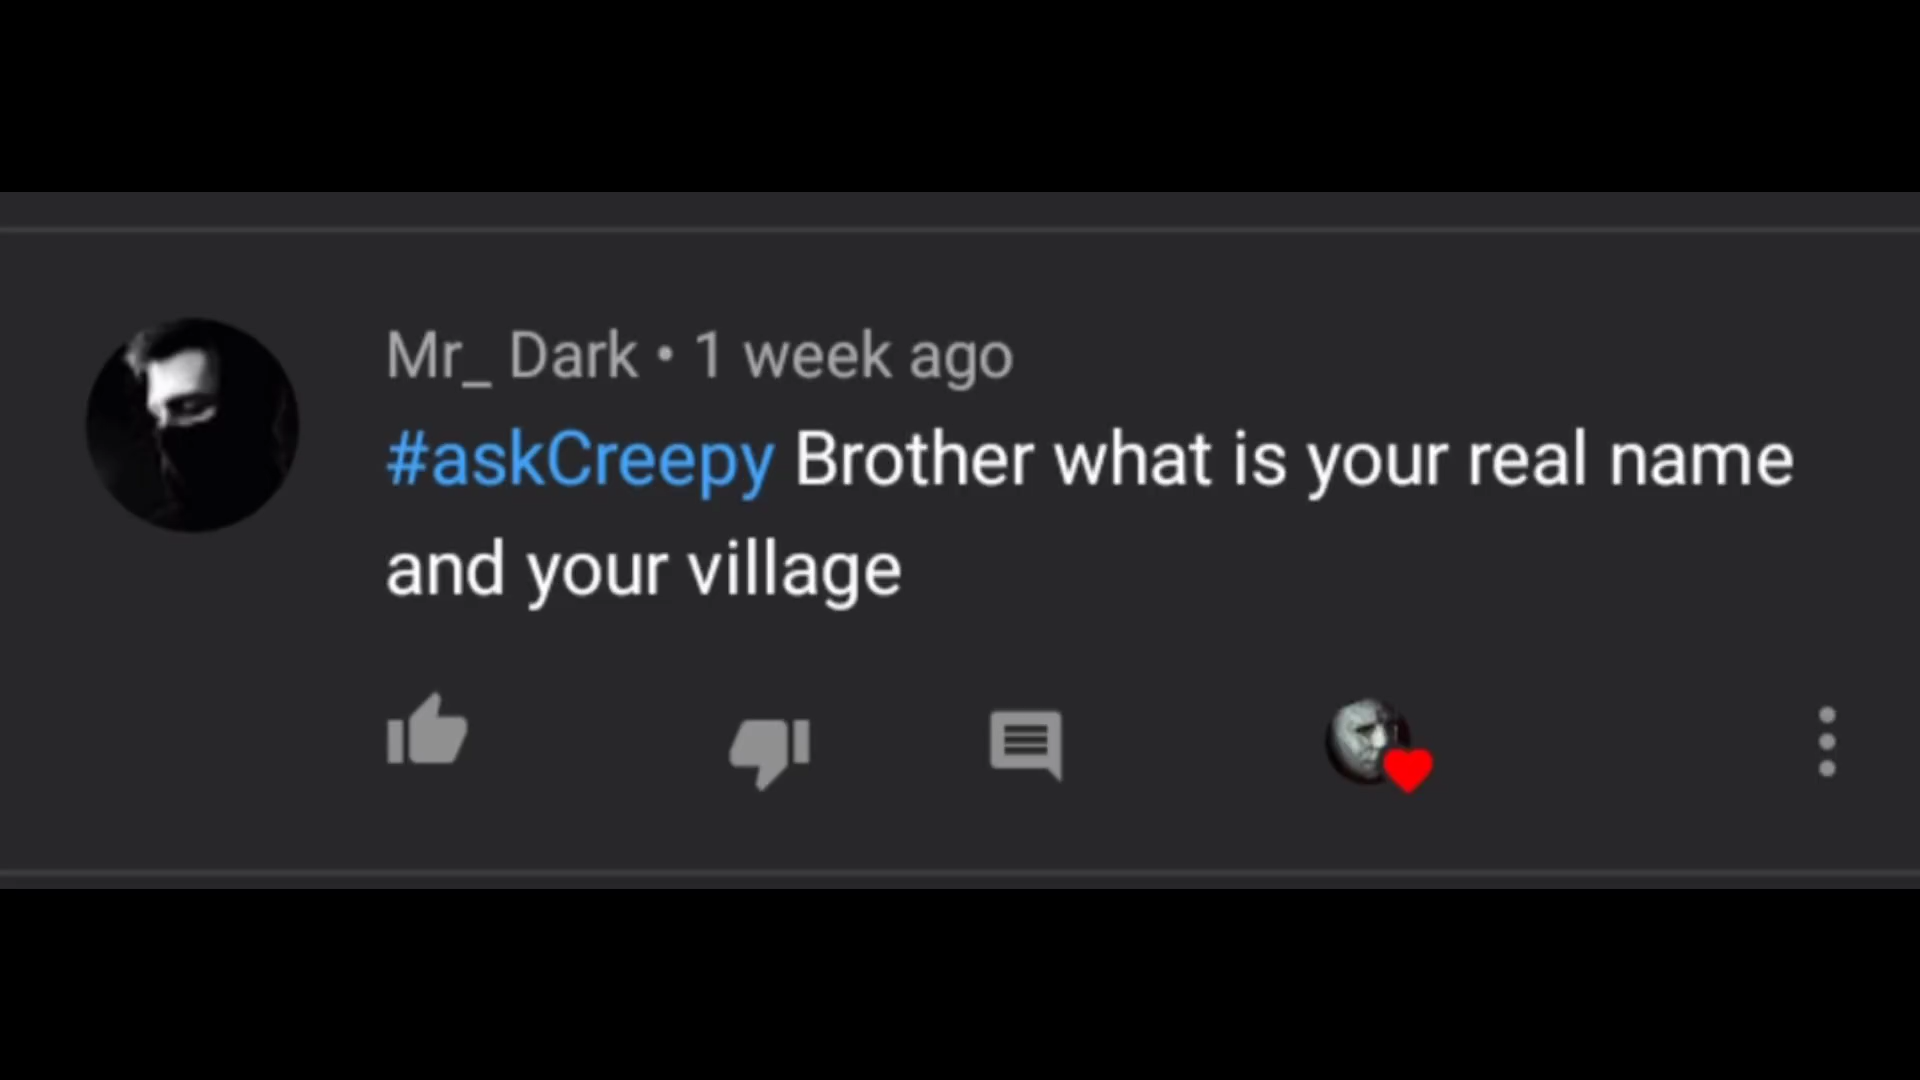 Mr_ Dark • 1 week ago
#askCreepy Brother what is your real name
and your village